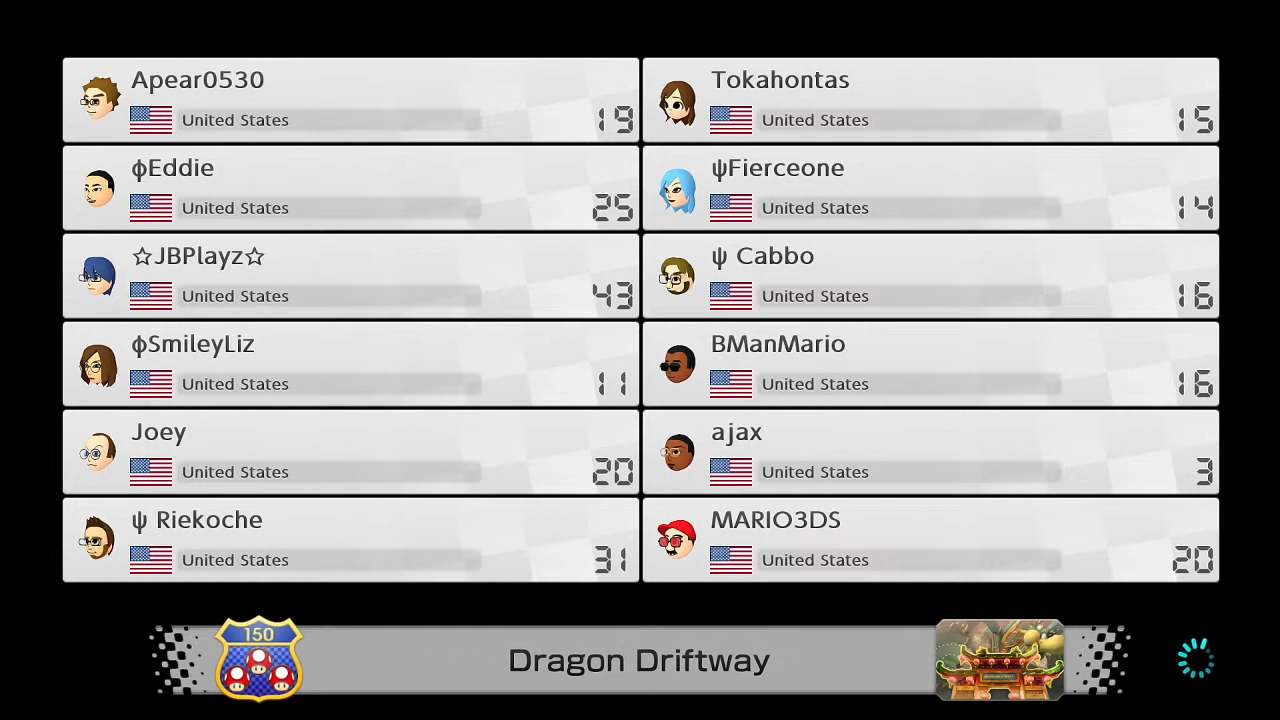 Apear0530
United States
19
Tokahontas
United States
15
φEddie
United States
25
ψFierceone
United States
14
☆JBPlayz☆
United States
43
ψ Cabbo
United States
16
φSmileyLiz
United States
11
BManMario
United States
16
Joey
United States
20
ajax
United States
3
ψ Riekoche
United States
31
MARIO3DS
United States
20
150
Dragon Driftway